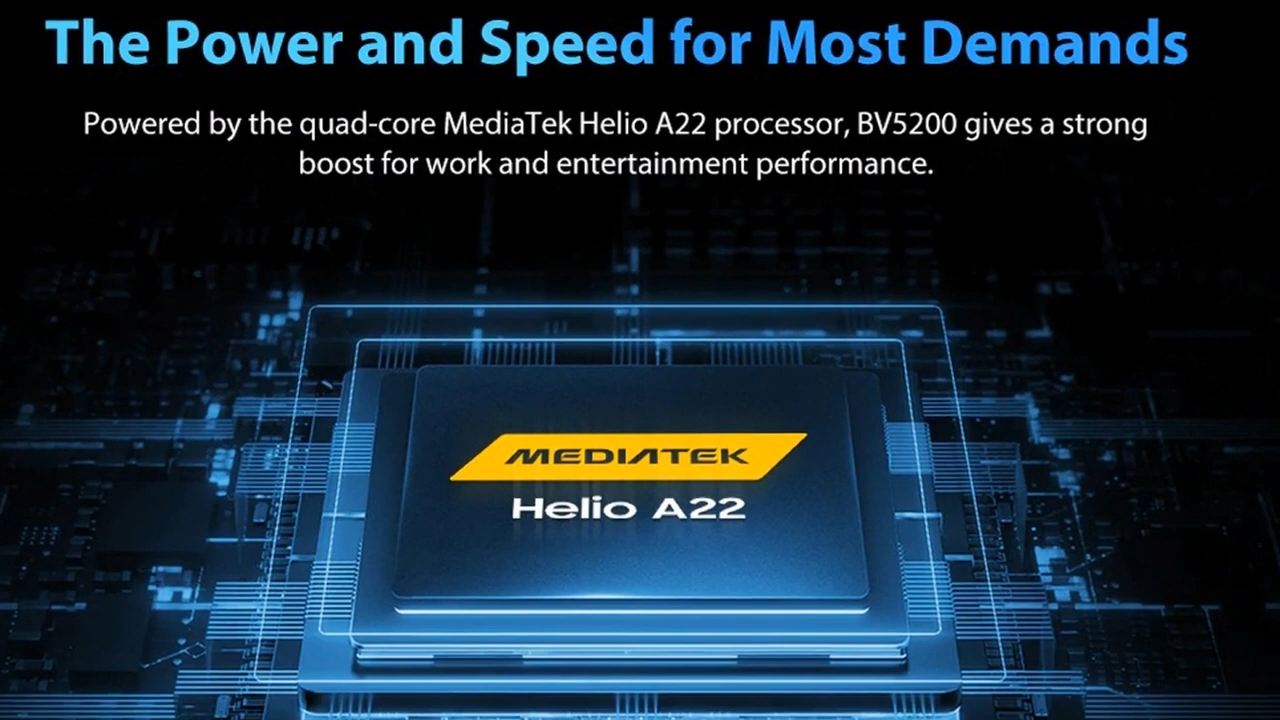 The Power and Speed for Most Demands
Powered by the quad-core MediaTek Helio A22 processor, BV5200 gives a strong
boost for work and entertainment performance.
MEDIATEK
Helio A22